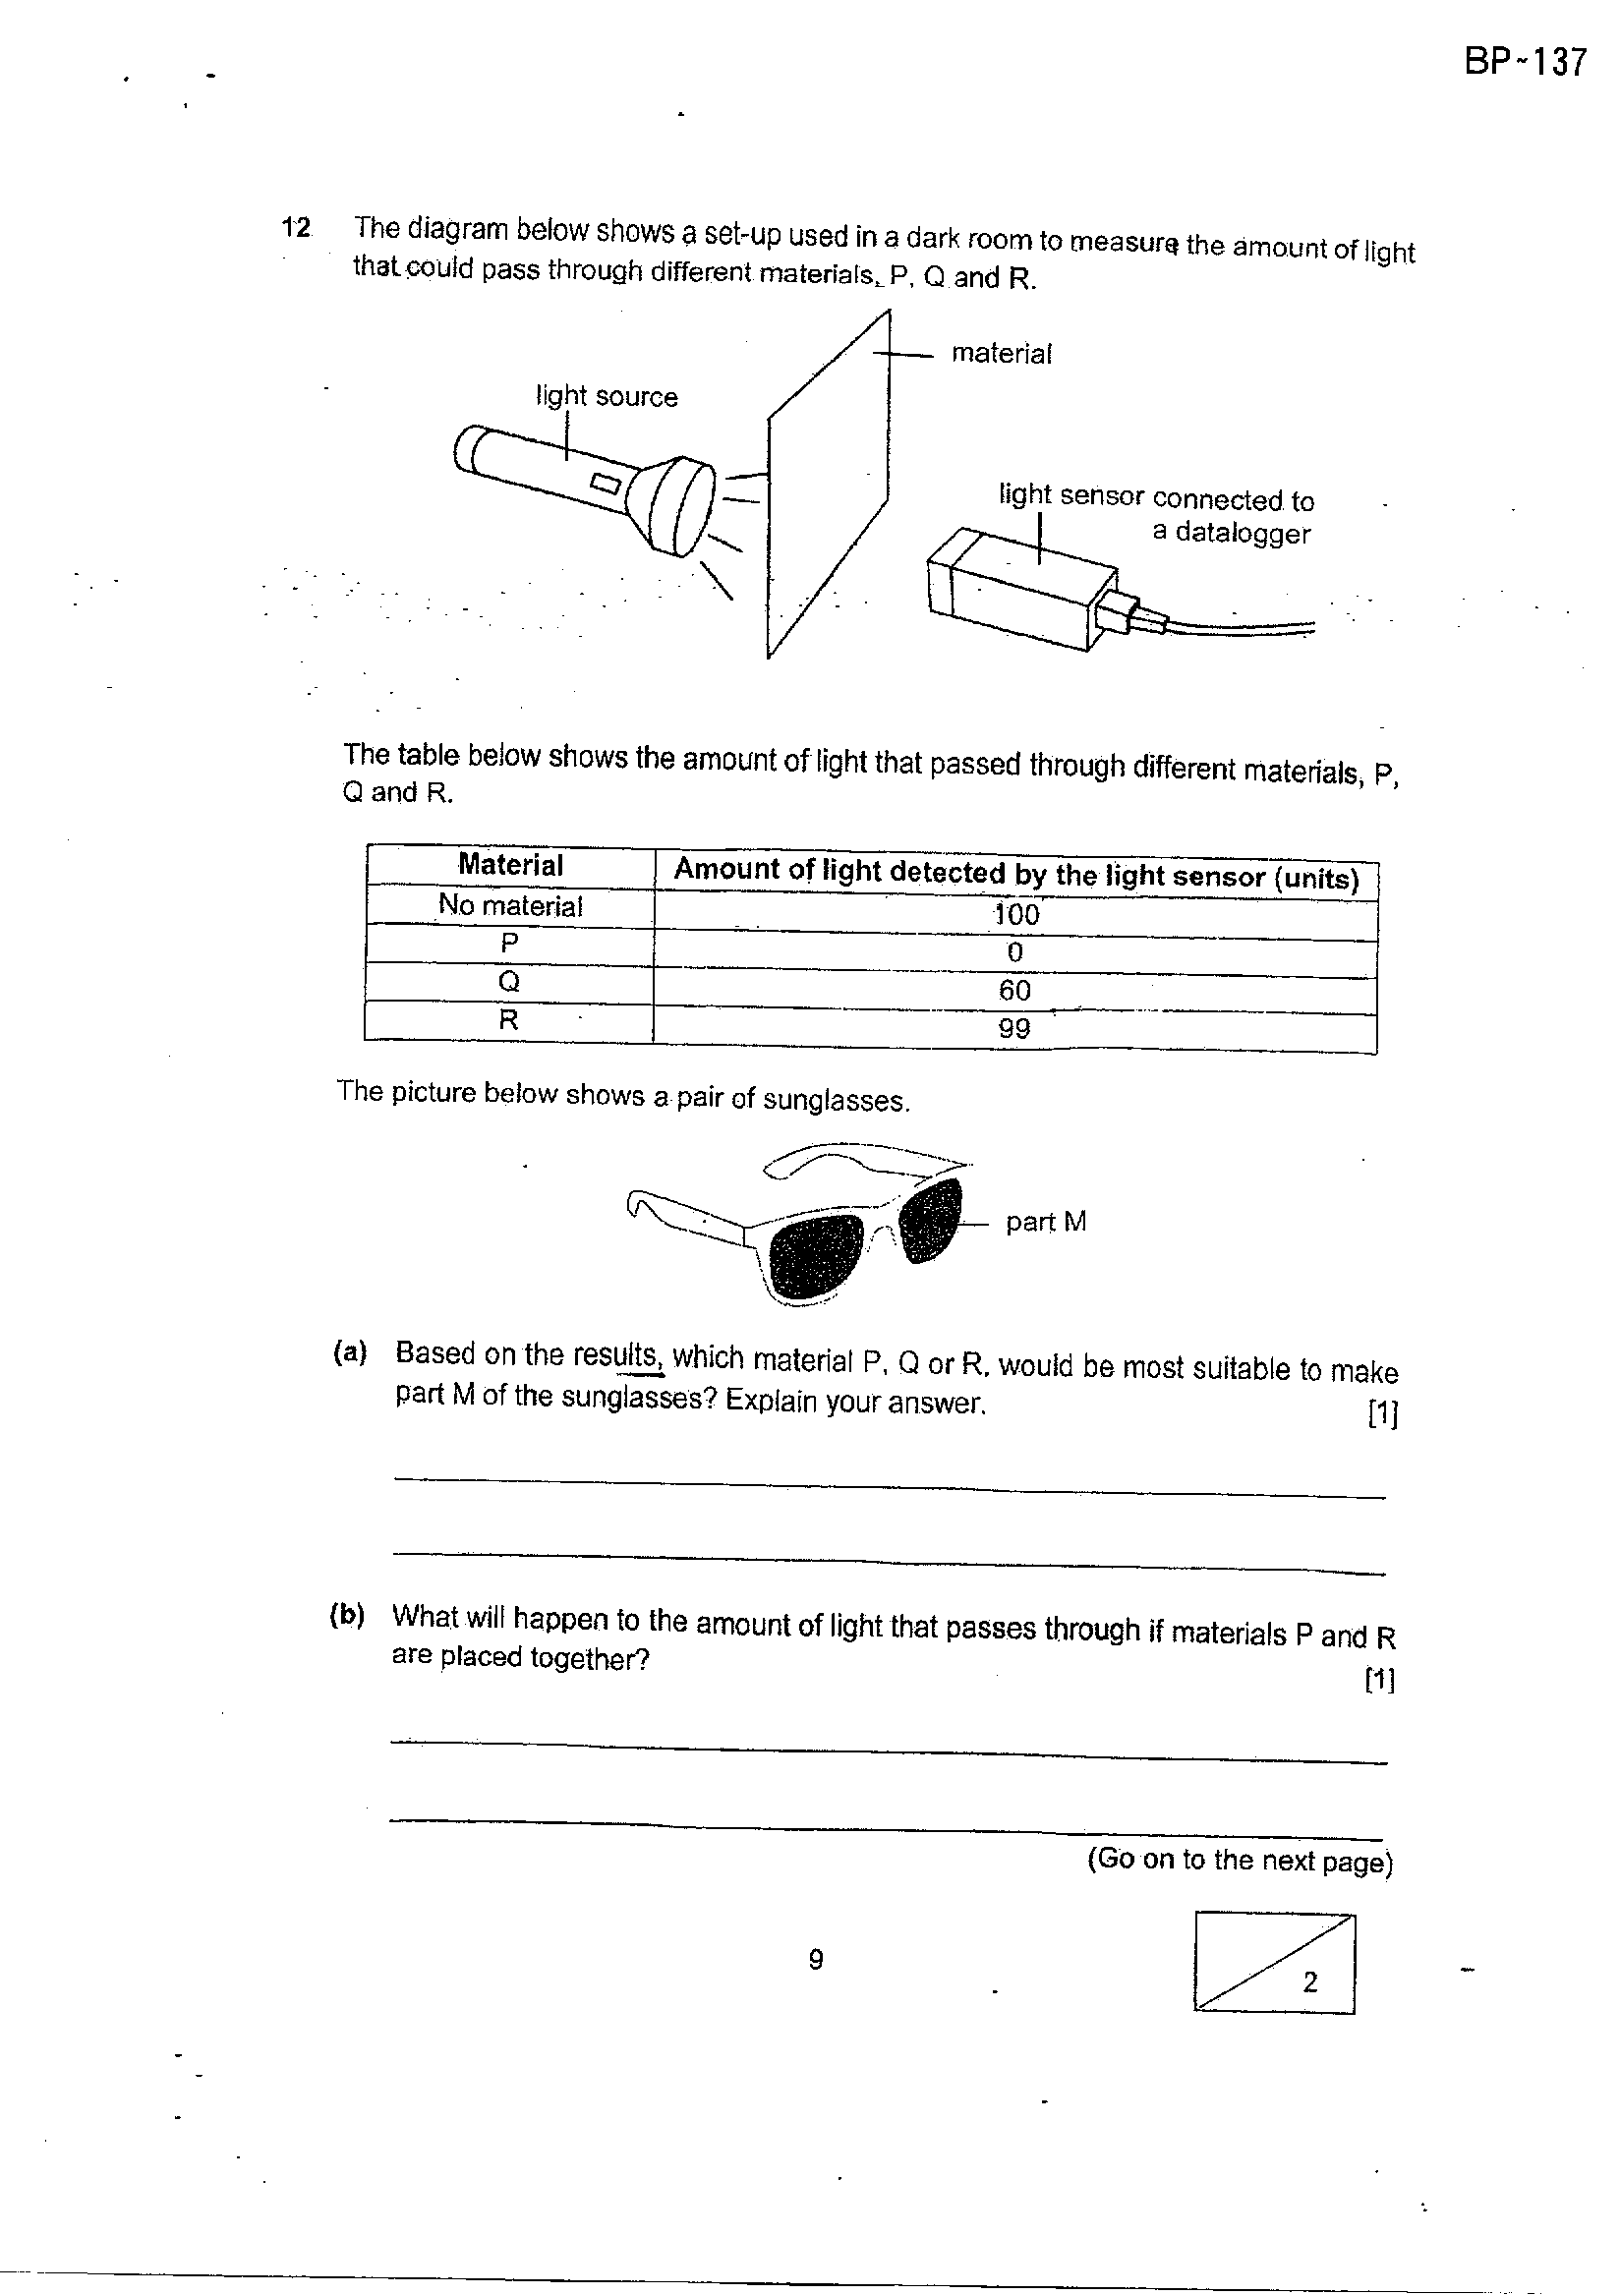 BP~137
12 The diagram below shows a set-up used in a dark room to measure the amount of light
that could pass through different materials, P, Q and R.
material
light source
light sensor connected to
a datalogger
The table below shows the amount of light that passed through different materials, P,
Q and R.
Material Amount of light detected by the light sensor (units)
No material 100
P 0
Q 60
R 99
The picture below shows a pair of sunglasses.
part M
(a) Based on the results, which material P, Q or R, would be most suitable to make
part M of the sunglasses? Explain your answer.
[1]
(b) What will happen to the amount of light that passes through if materials P and R
are placed together?
[1]
(Go on to the next page)
9
2